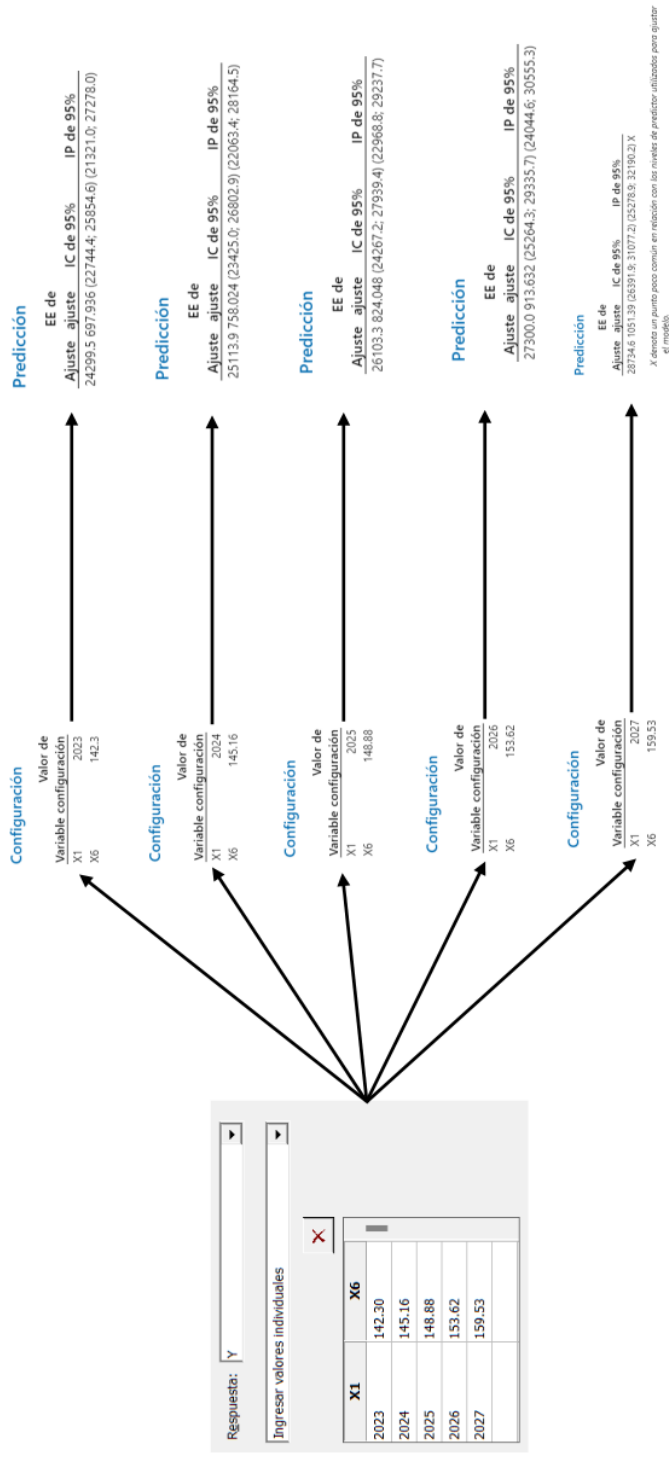 Respuesta: Y
Ingresar valores individuales
X1 X6
2023 142.30
2024 145.16
2025 148.88
2026 153.62
2027 159.53
Configuración
Valor de
Variable configuración
X1 2023
X6 142.3
Predicción
EE de
Ajuste ajuste IC de 95% IP de 95%
24299.5 697.936 (22744.4; 25854.6) (21321.0; 27278.0)
Configuración
Valor de
Variable configuración
X1 2024
X6 145.16
Predicción
EE de
Ajuste ajuste IC de 95% IP de 95%
25113.9 758.024 (23425.0; 26802.9) (22063.4; 28164.5)
Configuración
Valor de
Variable configuración
X1 2025
X6 148.88
Predicción
EE de
Ajuste ajuste IC de 95% IP de 95%
26103.3 824.048 (24267.2; 27939.4) (22968.8; 29237.7)
Configuración
Valor de
Variable configuración
X1 2026
X6 153.62
Predicción
EE de
Ajuste ajuste IC de 95% IP de 95%
27300.0 913.632 (25264.3; 29335.7) (24044.6; 30555.3)
Configuración
Valor de
Variable configuración
X1 2027
X6 159.53
Predicción
EE de
Ajuste ajuste IC de 95% IP de 95%
28734.6 1051.39 (26391.9; 31077.2) (25278.9; 32190.2) X
X denota un punto poco común en relación con los niveles de predictor utilizados para ajustar
el modelo.